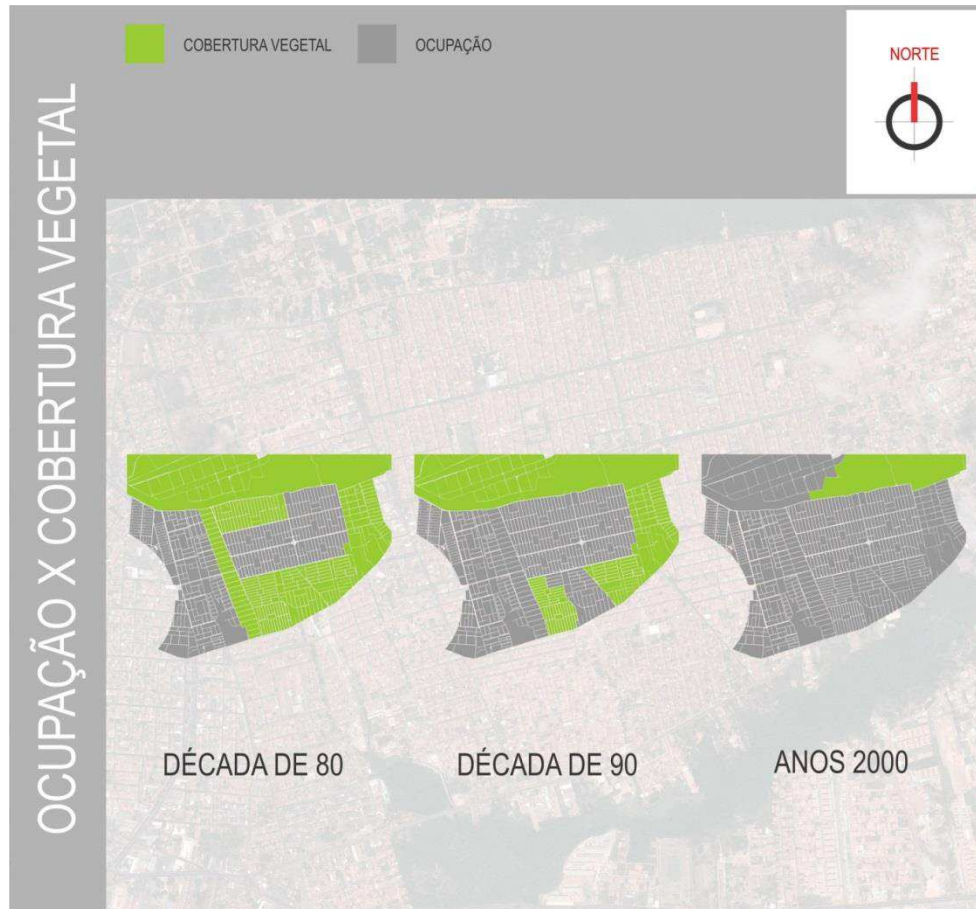 COBERTURA VEGETAL
OCUPAÇÃO
NORTE
OCUPAÇÃO X COBERTURA VEGETAL
DÉCADA DE 80
DÉCADA DE 90
ANOS 2000